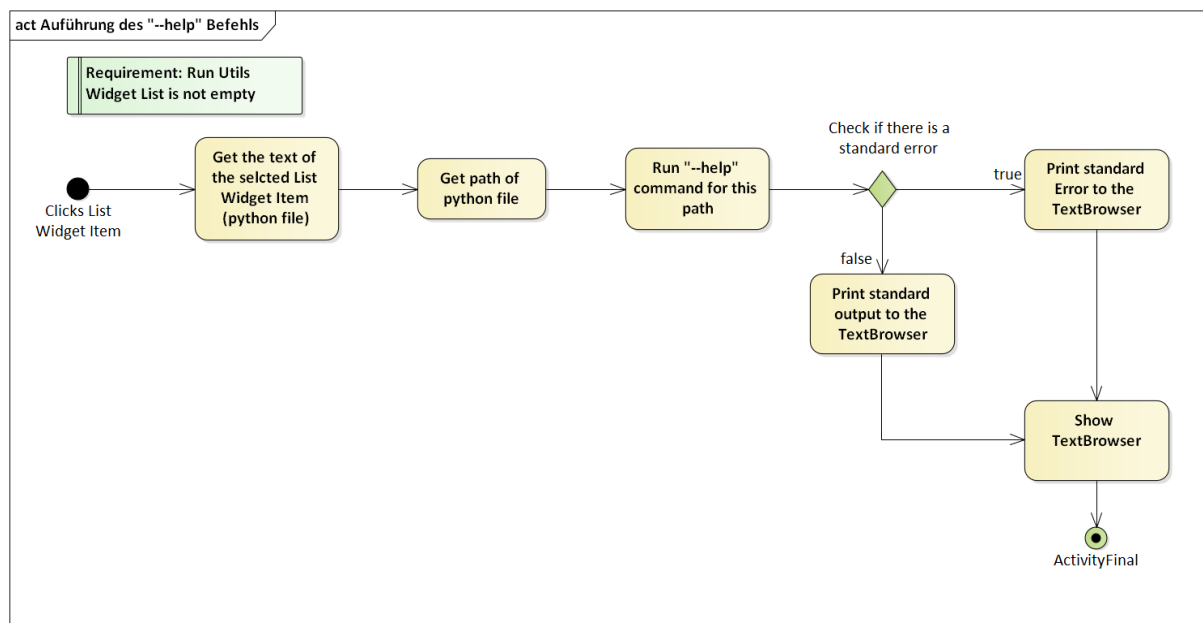 act Auführung des "--help" Befehls
Requirement: Run Utils
Widget List is not empty
Clicks List
Widget Item
Get the text of
the selcted List
Widget Item
(python file)
Get path of
python file
Run "--help"
command for this
path
Check if there is a
standard error
true
Print standard
Error to the
TextBrowser
false
Print standard
output to the
TextBrowser
Show
TextBrowser
ActivityFinal